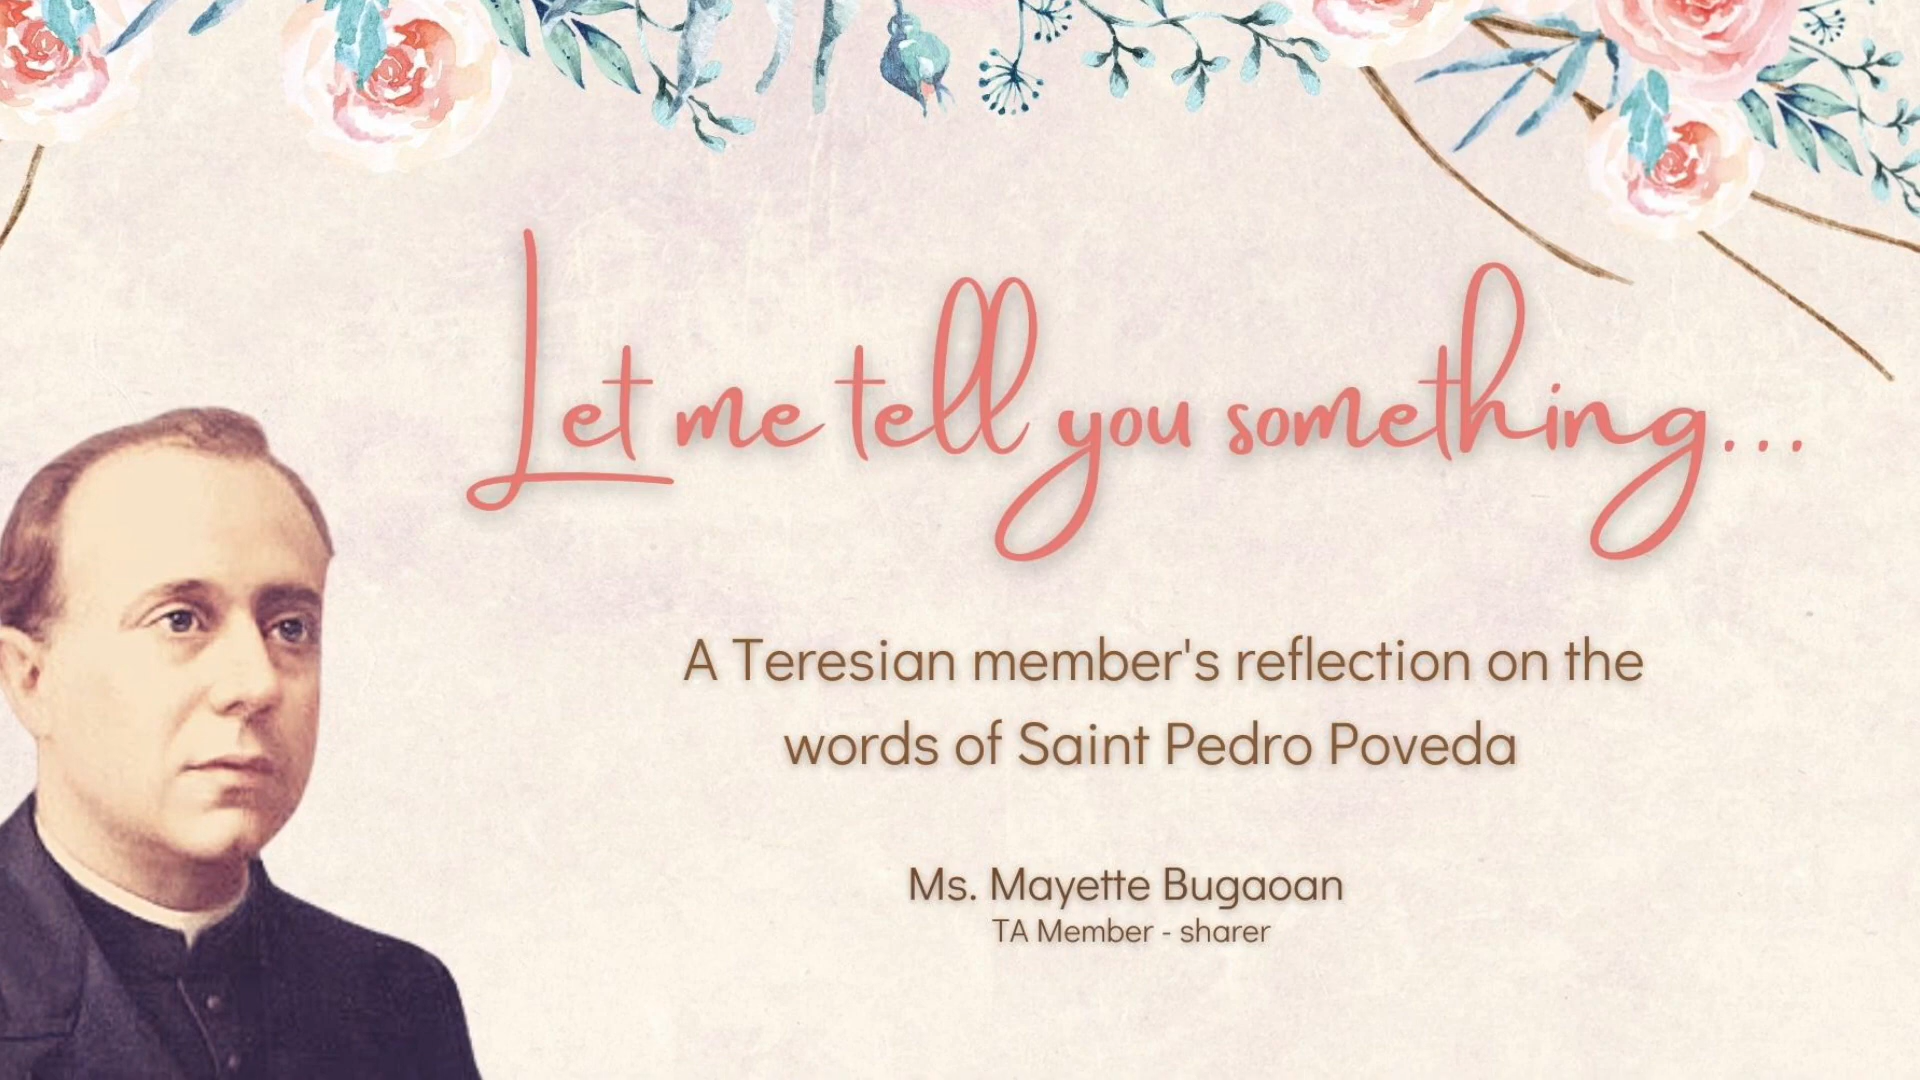 Let me tell you something...
A Teresian member's reflection on the
words of Saint Pedro Poveda
Ms. Mayette Bugaoan
TA Member - sharer